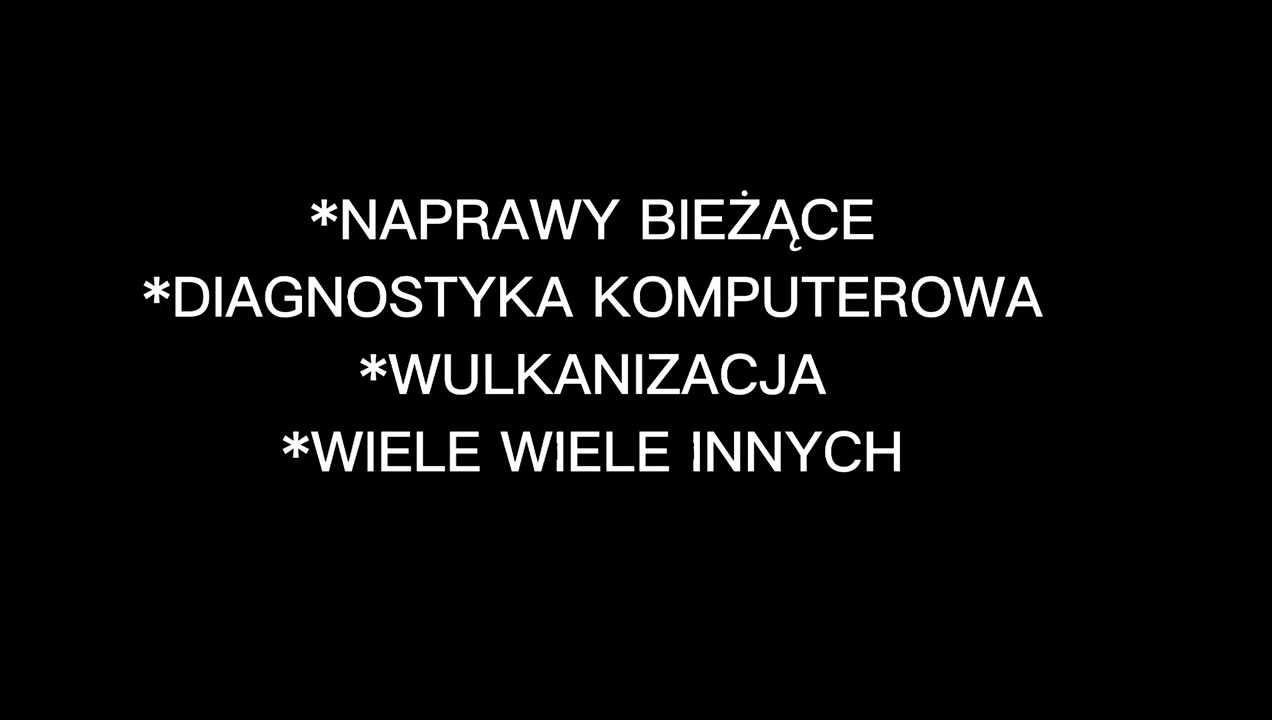 *NAPRAWY BIEŻĄCE
*DIAGNOSTYKA KOMPUTEROWA
*WULKANIZACJA
*WIELE WIELE INNYCH